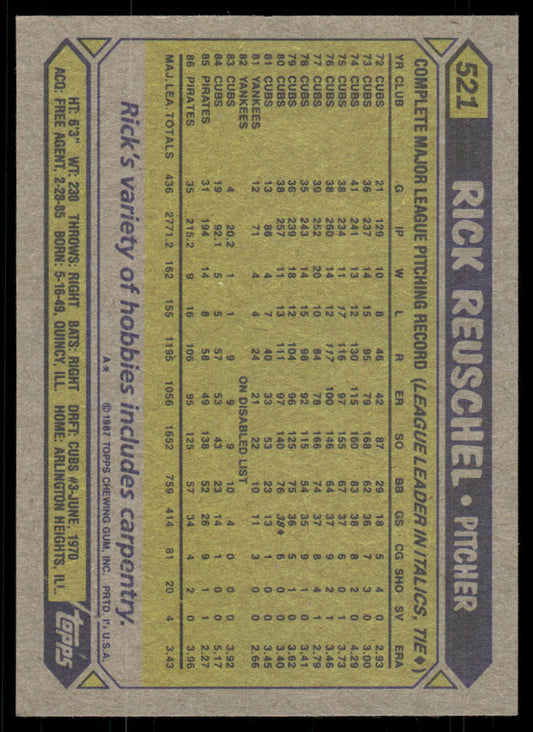 521 RICK REUSCHEL • PITCHER
COMPLETE MAJOR LEAGUE PITCHING RECORD (LEAGUE LEADER IN ITALICS, TIE♦)
YR CLUB G IP W L R ER SO BB GS CG SHO SV ERA
72 CUBS 21 129 10 8 46 42 87 29 18 5 4 0 2.93
73 CUBS 36 237 14 15 95 79 168 62 36 7 3 0 3.00
74 CUBS 41 241 13 12 130 115 160 83 38 8 2 0 4.29
75 CUBS 38 234 11 17 116 97 155 67 37 6 0 1 3.73
76 CUBS 38 260 14 12 117 100 146 64 37 9 2 1 3.46
77 CUBS 39 252 20 10 84 78 166 74 37 8 4 1 2.79
78 CUBS 35 243 14 15 98 92 115 54 35 9 1 0 3.41
79 CUBS 36 239 18 12 104 96 125 75 36 5 1 0 3.62
80 CUBS 38 257 11 13 111 97 140 76 38♦ 6 0 0 3.40
81 CUBS 13 86 4 7 40 33 53 23 13 1 0 0 3.45
81 YANKEES 12 71 4 4 24 21 22 10 11 3 0 0 2.66
82 YANKEES ON DISABLED LIST
83 CUBS 4 20.2 1 1 9 9 9 10 4 0 0 0 3.92
84 CUBS 19 92.1 5 5 57 53 43 23 14 1 0 0 5.17
85 PIRATES 31 194 14 8 58 49 138 52 26 9 1 1 2.27
86 PIRATES 35 215.2 9 16 106 95 125 57 34 4 2 0 3.96
MAJ. LEA. TOTALS 436 2771.2 162 155 1195 1056 1652 759 414 81 20 4 3.43
Rick's variety of hobbies includes carpentry.
A* © 1987 TOPPS CHEWING GUM, INC. PRTD. IN U.S.A.
HT: 6'3" WT: 230 THROWS: RIGHT BATS: RIGHT DRFT: CUBS #3-JUNE, 1970
ACQ: FREE AGENT, 2-28-85 BORN: 5-16-49, QUINCY, ILL. HOME: ARLINGTON HEIGHTS, ILL.
topps